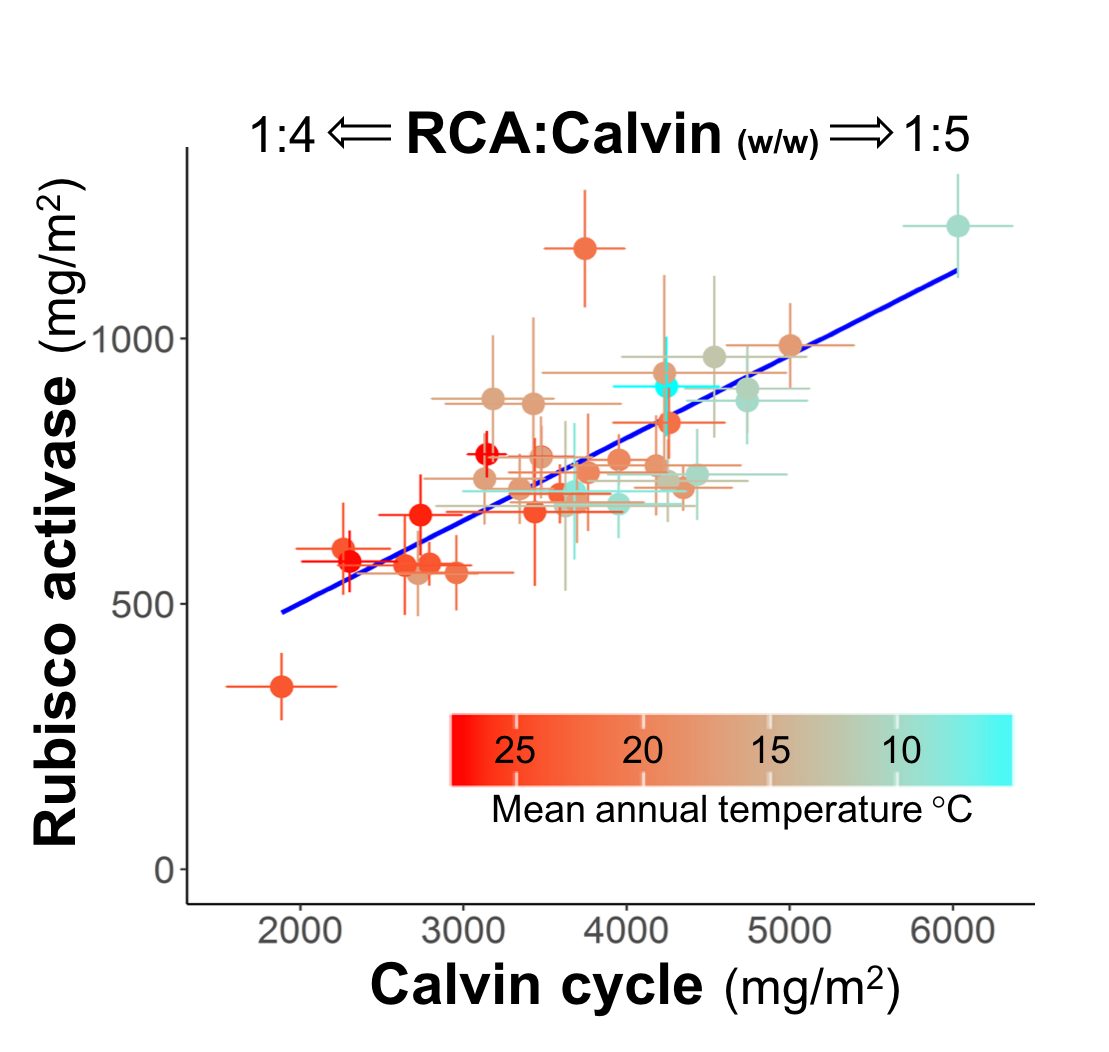 1:4 ⇐ RCA:Calvin (w/w) ⇒ 1:5
Rubisco activase (mg/m²)
1000
500
0
25 20 15 10
Mean annual temperature °C
2000 3000 4000 5000 6000
Calvin cycle (mg/m²)